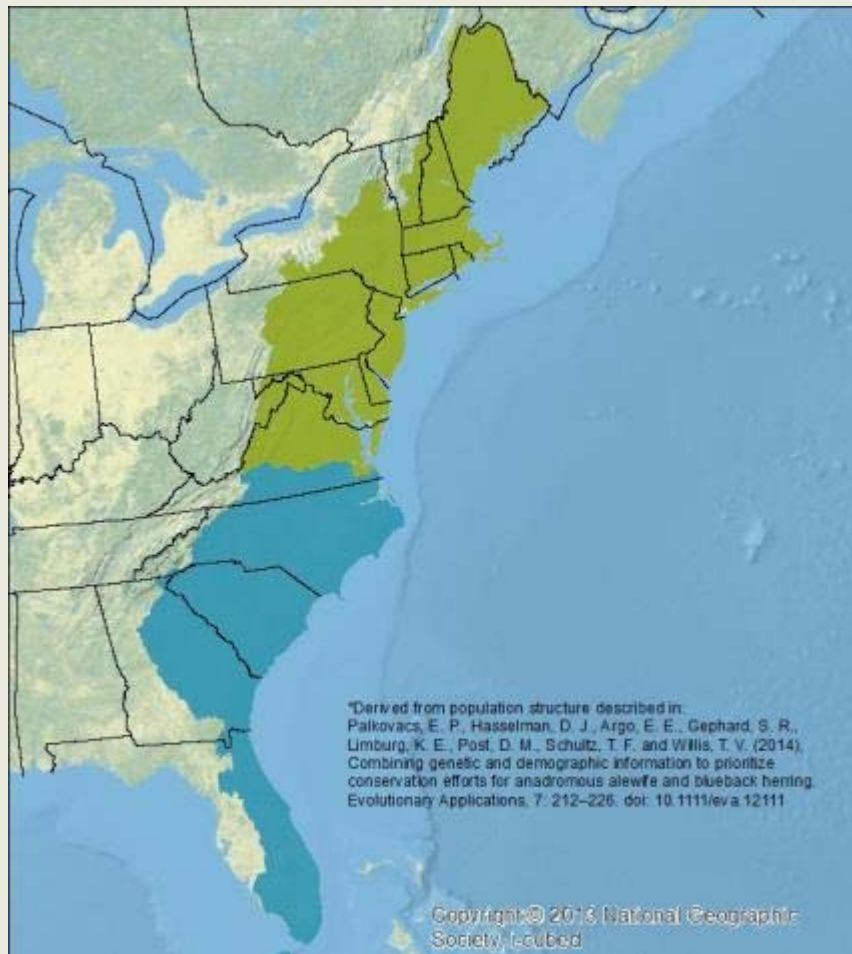 *Derived from population structure described in:
Palkovacs, E. P., Hasselman, D. J., Argo, E. E., Gephard, S. R.,
Limburg, K. E., Post, D. M., Schultz, T. F. and Willis, T. V. (2014),
Combining genetic and demographic information to prioritize
conservation efforts for anadromous alewife and blueback herring.
Evolutionary Applications, 7: 212–226. doi: 10.1111/eva.12111
Copyright:© 2013 National Geographic
Society, i-cubed